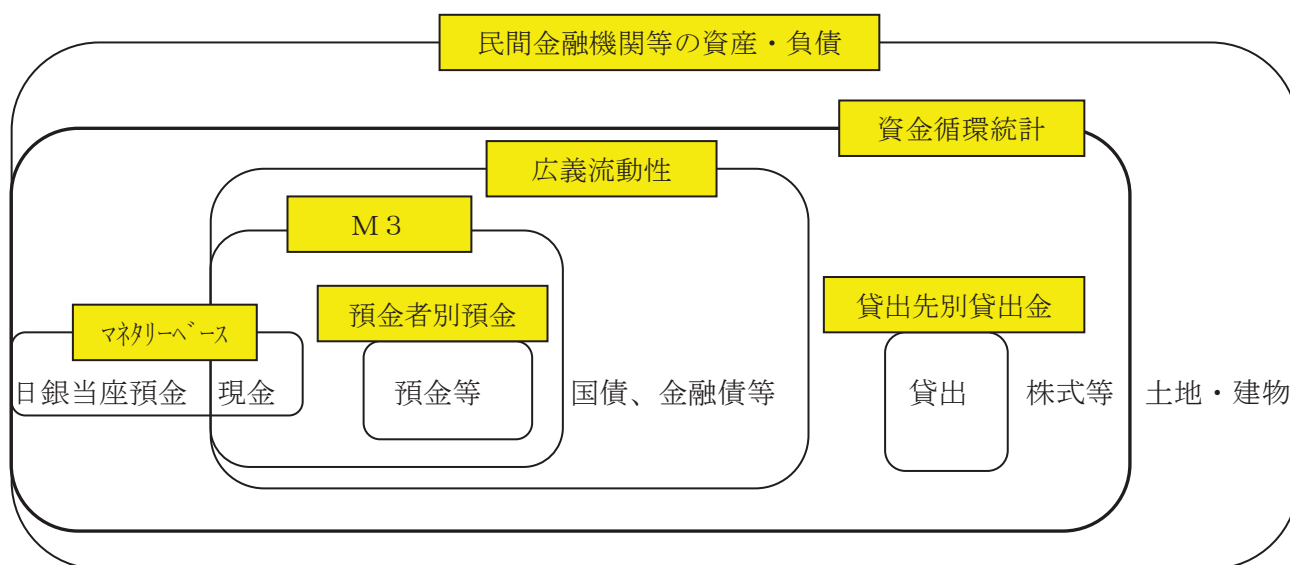 民間金融機関等の資産・負債
資金循環統計
広義流動性
M3
預金者別預金
貸出先別貸出金
マネタリーベース
日銀当座預金 現金 預金等 国債、金融債等 貸出 株式等 土地・建物